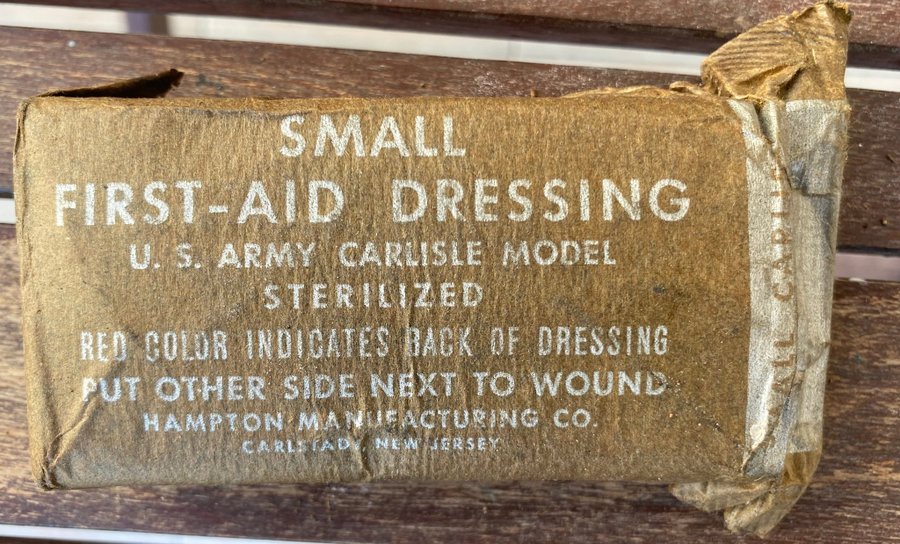 SMALL
FIRST-AID DRESSING
U. S. ARMY CARLISLE MODEL
STERILIZED
RED COLOR INDICATES BACK OF DRESSING
PUT OTHER SIDE NEXT TO WOUND
HAMPTON MANUFACTURING CO.
CARLSTADT, NEW JERSEY
SMALL